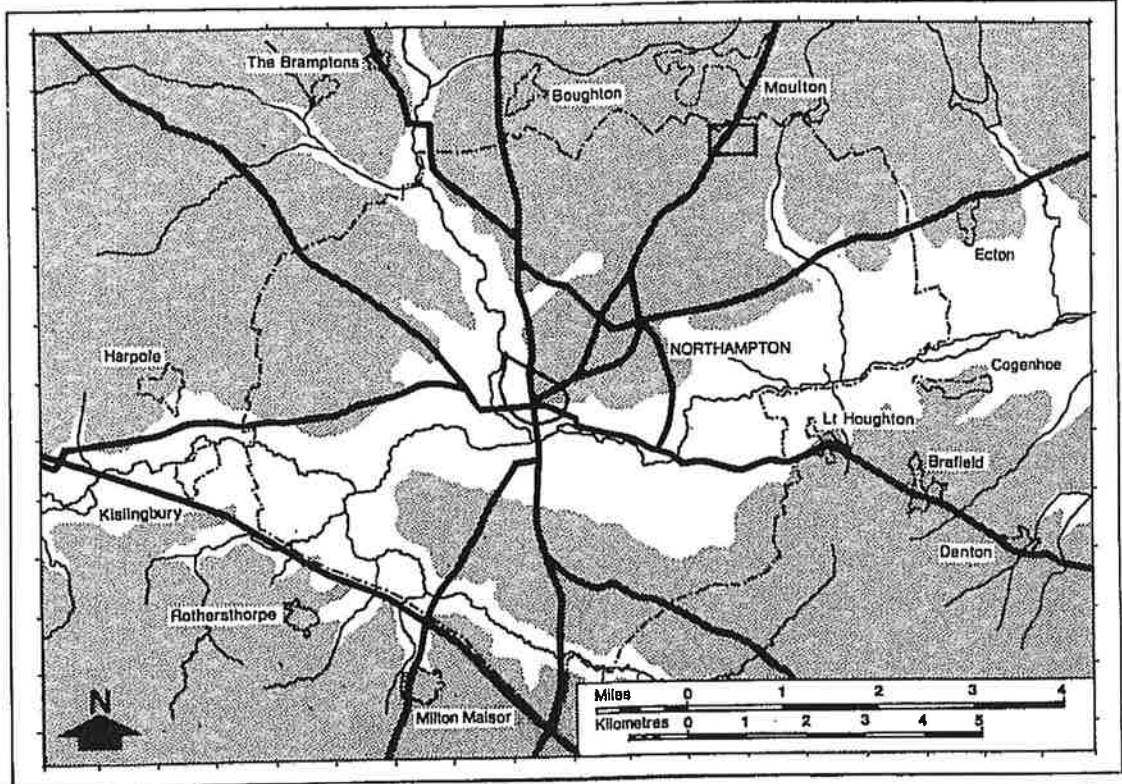 The Bramptons
Boughton
Moulton
Ecton
Harpole
NORTHAMPTON
Cogenhoe
Lt Houghton
Brafield
Kislingbury
Denton
Rothersthorpe
Milton Malsor
N
Miles 0 1 2 3 4
Kilometres 0 1 2 3 4 5